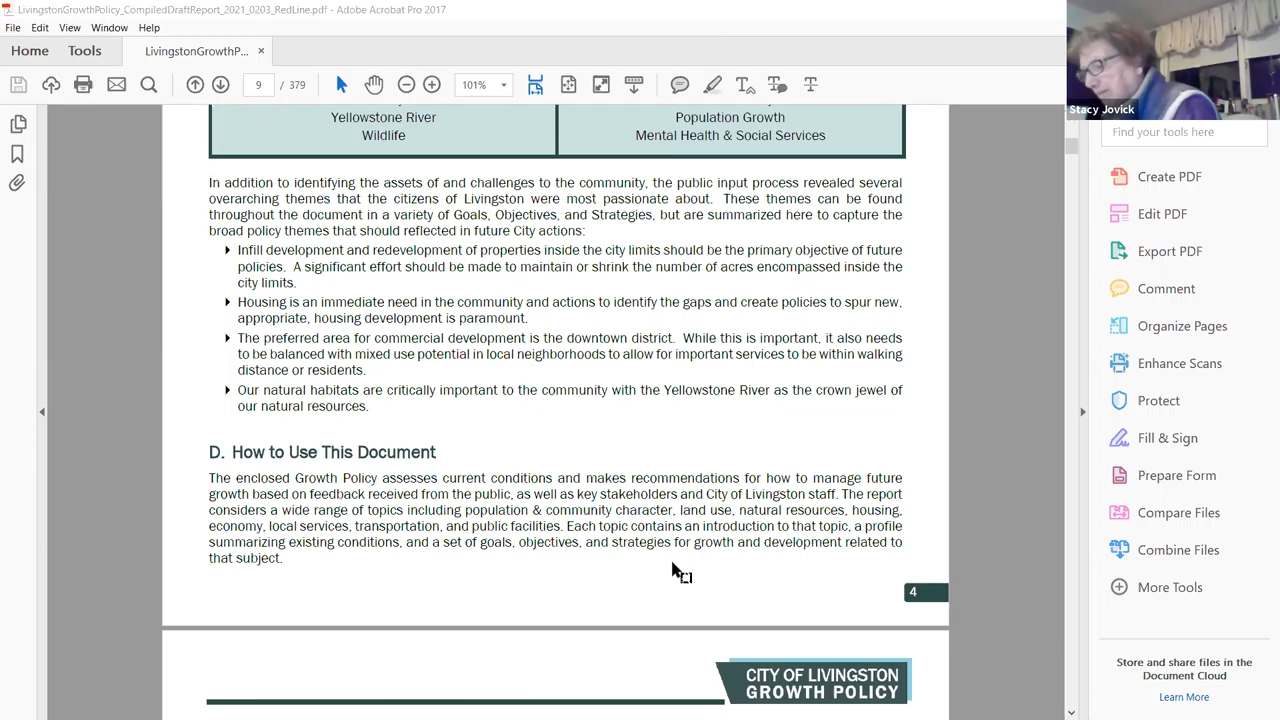 LivingstonGrowthPolicy_CompiledDraftReport_2021_0203_RedLine.pdf - Adobe Acrobat Pro 2017
File Edit View Window Help
Home Tools LivingstonGrowthP... ×
9 / 379 101%
Stacy Jovick
Find your tools here
Yellowstone River Population Growth
Wildlife Mental Health & Social Services
In addition to identifying the assets of and challenges to the community, the public input process revealed several
overarching themes that the citizens of Livingston were most passionate about. These themes can be found
throughout the document in a variety of Goals, Objectives, and Strategies, but are summarized here to capture the
broad policy themes that should reflected in future City actions:
Infill development and redevelopment of properties inside the city limits should be the primary objective of future
policies. A significant effort should be made to maintain or shrink the number of acres encompassed inside the
city limits.
Housing is an immediate need in the community and actions to identify the gaps and create policies to spur new,
appropriate, housing development is paramount.
The preferred area for commercial development is the downtown district. While this is important, it also needs
to be balanced with mixed use potential in local neighborhoods to allow for important services to be within walking
distance or residents.
Our natural habitats are critically important to the community with the Yellowstone River as the crown jewel of
our natural resources.
D. How to Use This Document
The enclosed Growth Policy assesses current conditions and makes recommendations for how to manage future
growth based on feedback received from the public, as well as key stakeholders and City of Livingston staff. The report
considers a wide range of topics including population & community character, land use, natural resources, housing,
economy, local services, transportation, and public facilities. Each topic contains an introduction to that topic, a profile
summarizing existing conditions, and a set of goals, objectives, and strategies for growth and development related to
that subject.
4
CITY OF LIVINGSTON
GROWTH POLICY
Create PDF
Edit PDF
Export PDF
Comment
Organize Pages
Enhance Scans
Protect
Fill & Sign
Prepare Form
Compare Files
Combine Files
More Tools
Store and share files in the
Document Cloud
Learn More